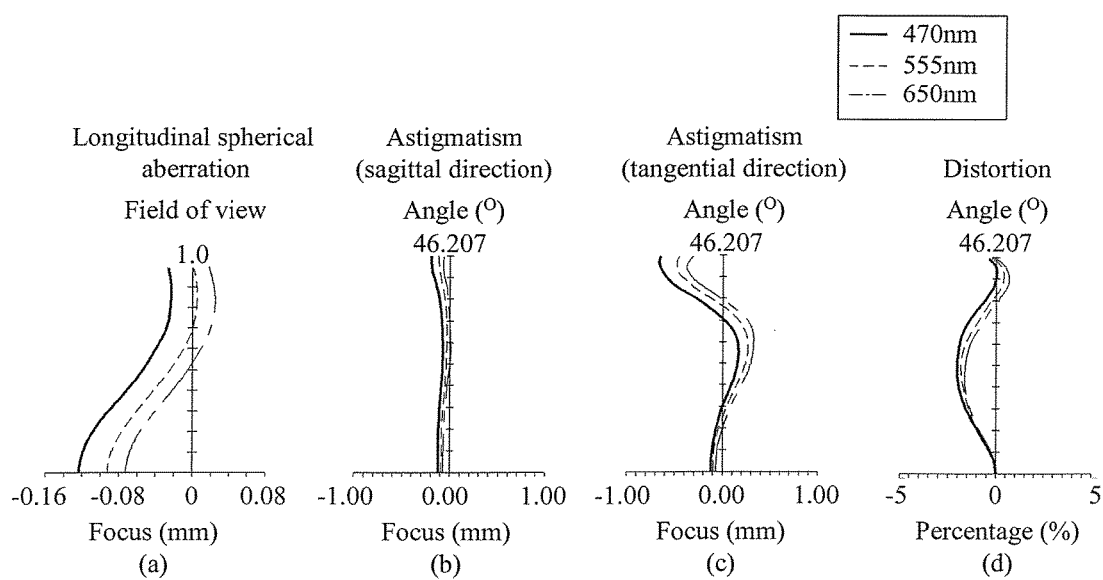 470nm
555nm
650nm
Longitudinal spherical
aberration
Field of view
1.0
-0.16 -0.08 0 0.08
Focus (mm)
(a)
Astigmatism
(sagittal direction)
Angle (O)
46.207
-1.00 0.00 1.00
Focus (mm)
(b)
Astigmatism
(tangential direction)
Angle (O)
46.207
-1.00 0.00 1.00
Focus (mm)
(c)
Distortion
Angle (O)
46.207
-5 0 5
Percentage (%)
(d)